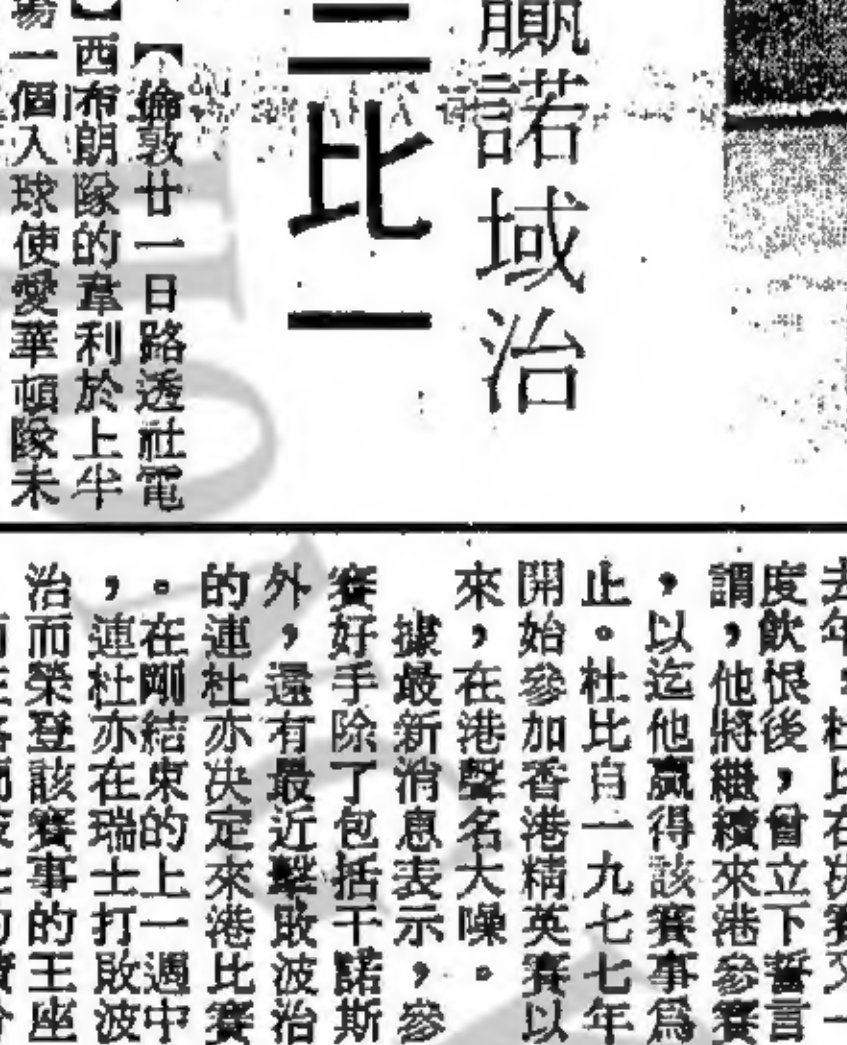 贏諾域治
三比一
【倫敦廿一日路透社電
】西布朗隊的韋利於上半
場一個入球使愛華頓隊未
去年，杜比在決賽又一
度飲恨後，曾立下誓言
謂，他將繼續來港參賽
，以迄他贏得該賽事爲
止。杜比自一九七七年
開始參加香港精英賽以
來，在港聲名大噪。
據最新消息表示，參
賽好手除了包括干諾斯
外，還有最近擊敗波治
的連杜亦決定來港比賽
。在剛結束的上一週中
，連杜亦在瑞士打敗波
治而榮登該賽事的王座